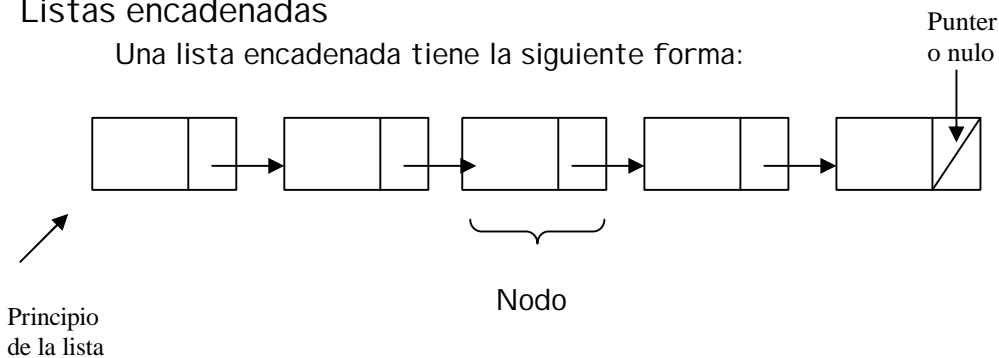 Listas encadenadas
Una lista encadenada tiene la siguiente forma:
Punter
o nulo
Nodo
Principio
de la lista